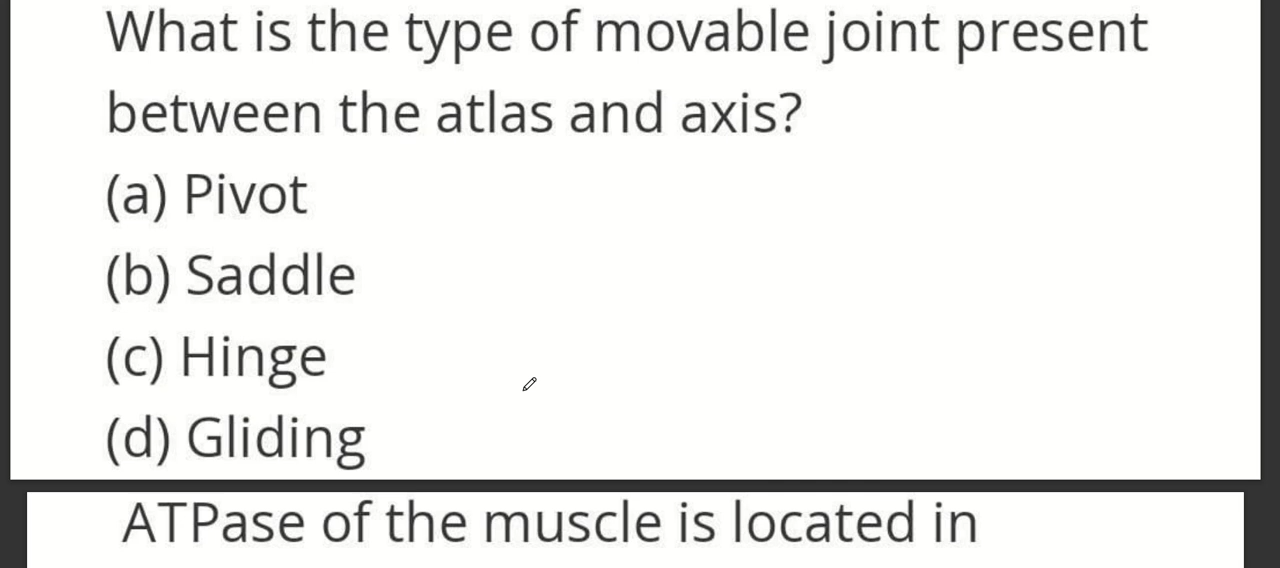 What is the type of movable joint present
between the atlas and axis?
(a) Pivot
(b) Saddle
(c) Hinge
(d) Gliding
ATPase of the muscle is located in